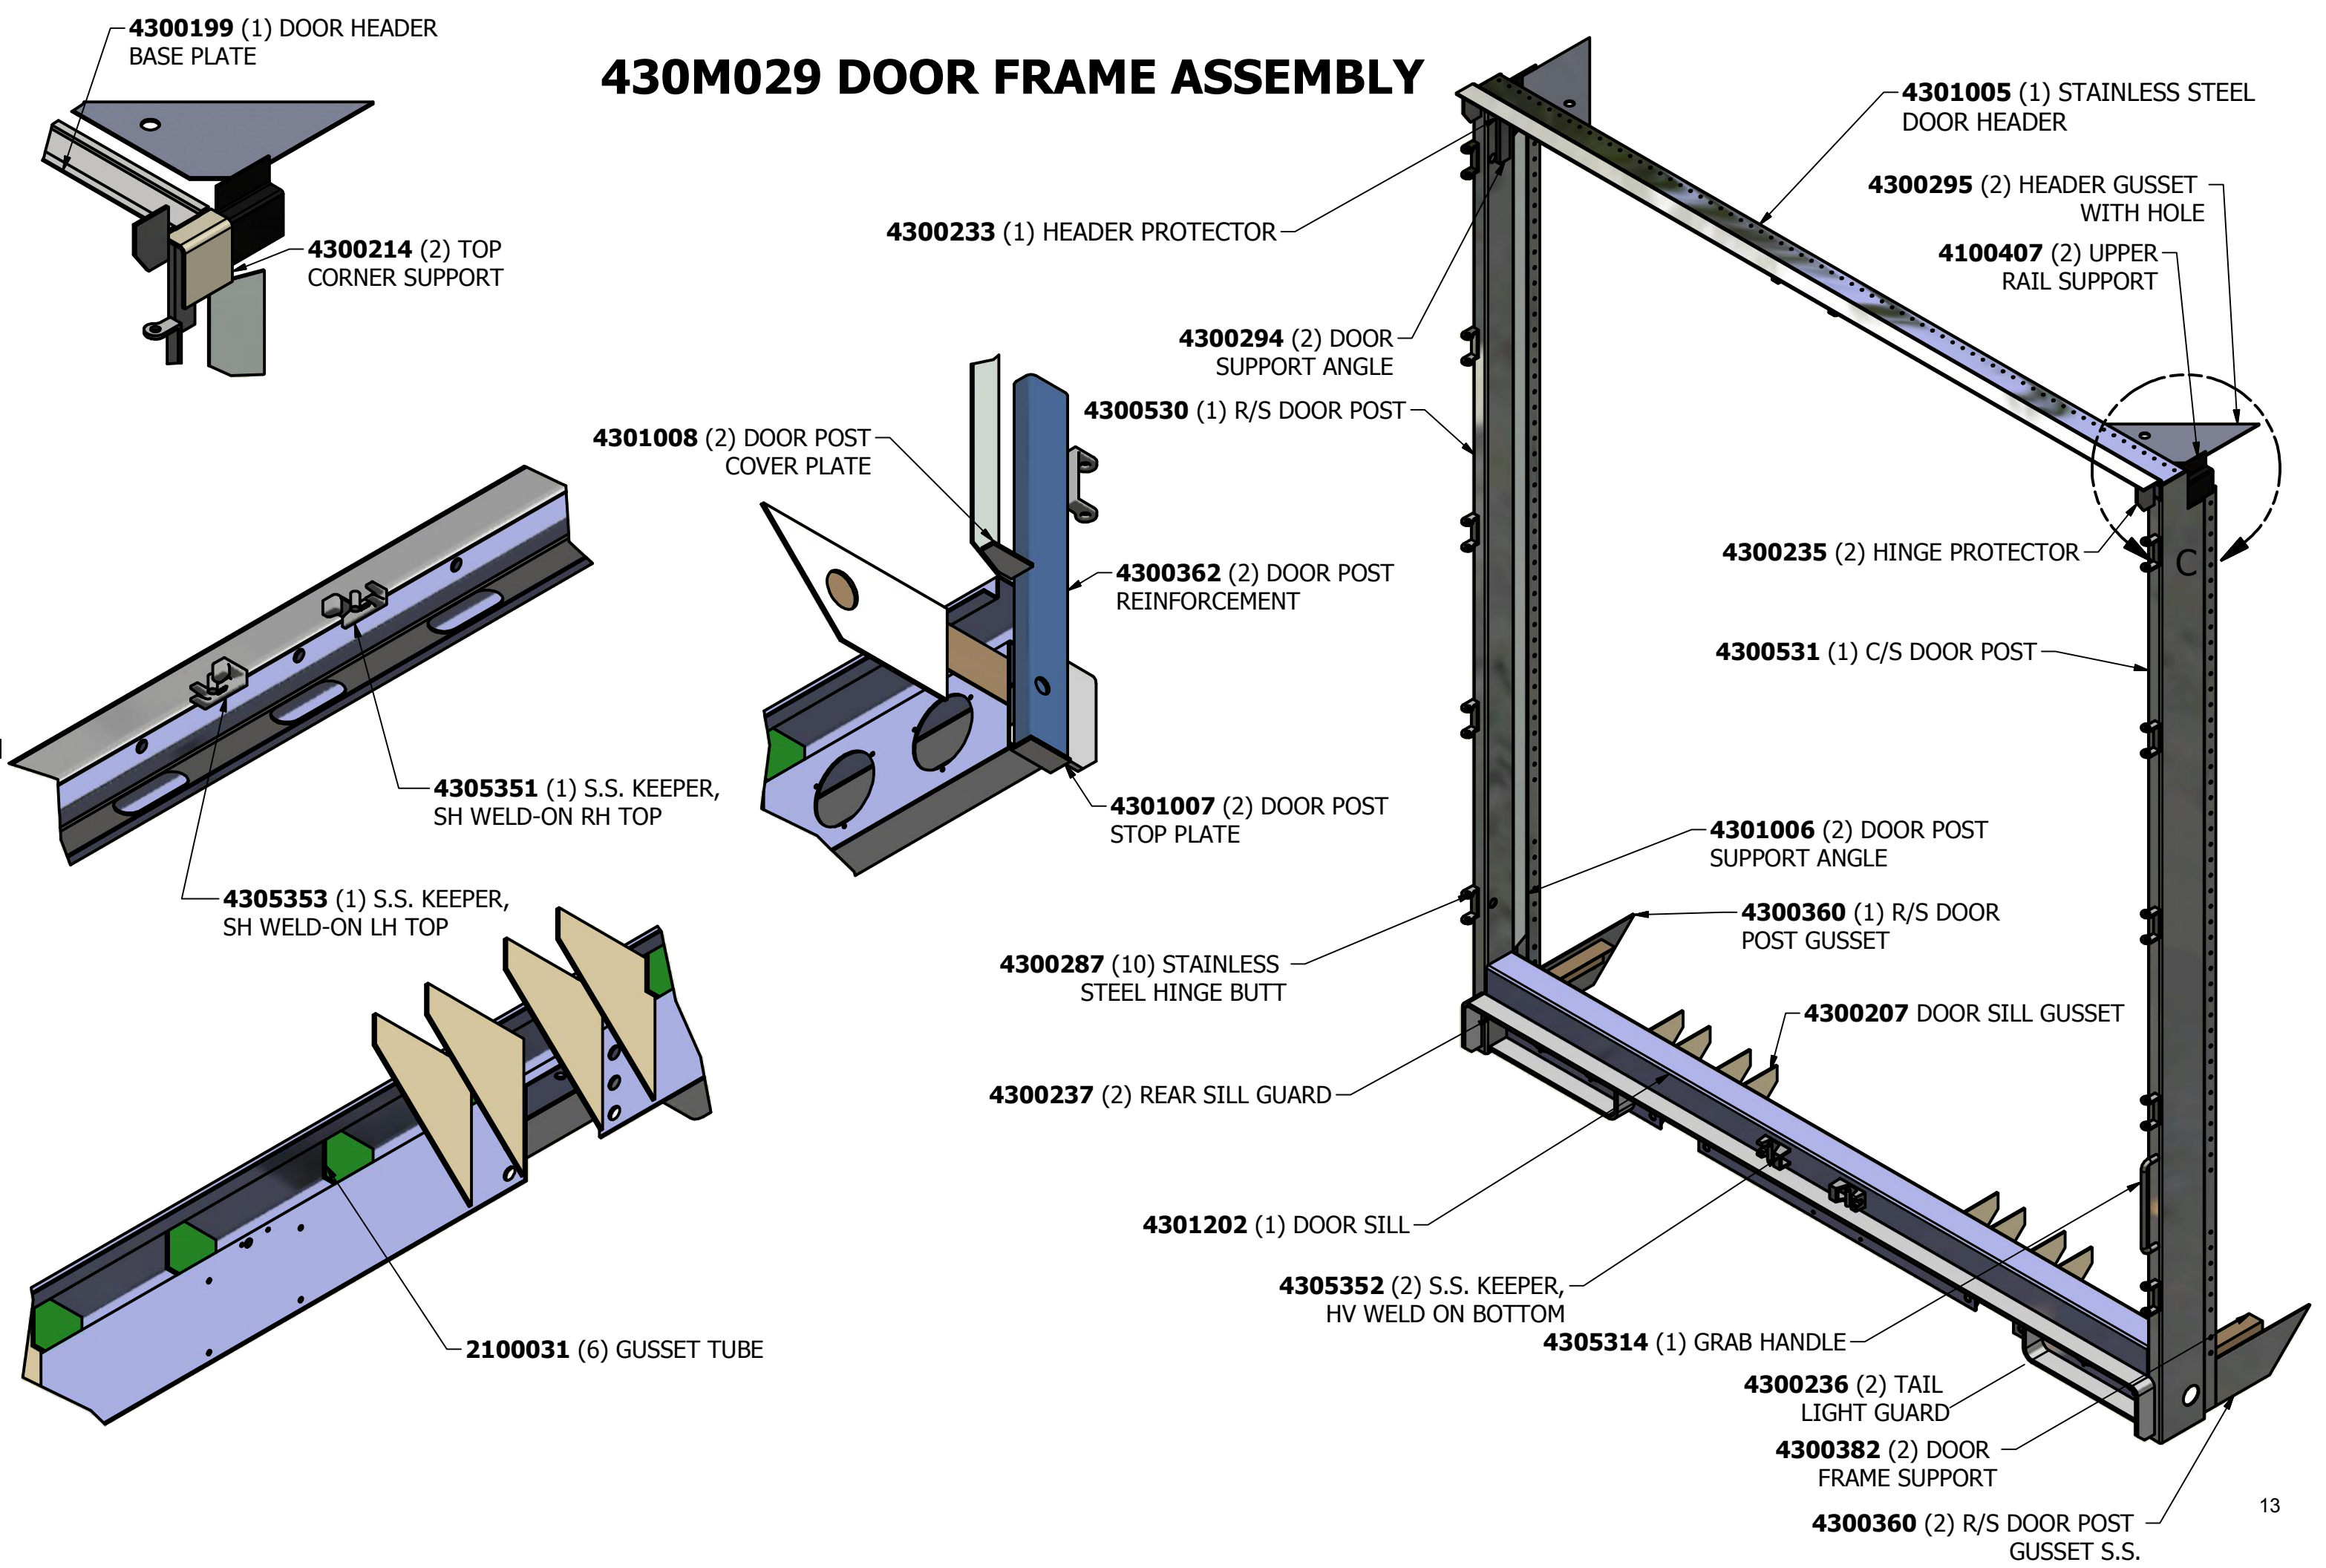 4300199 (1) DOOR HEADER
BASE PLATE
430M029 DOOR FRAME ASSEMBLY
4301005 (1) STAINLESS STEEL
DOOR HEADER
4300295 (2) HEADER GUSSET
WITH HOLE
4300233 (1) HEADER PROTECTOR
4300214 (2) TOP
CORNER SUPPORT
4100407 (2) UPPER
RAIL SUPPORT
4300294 (2) DOOR
SUPPORT ANGLE
4300530 (1) R/S DOOR POST
4301008 (2) DOOR POST
COVER PLATE
4300235 (2) HINGE PROTECTOR
C
4300362 (2) DOOR POST
REINFORCEMENT
4300531 (1) C/S DOOR POST
4305351 (1) S.S. KEEPER,
SH WELD-ON RH TOP
4301007 (2) DOOR POST
STOP PLATE
4301006 (2) DOOR POST
SUPPORT ANGLE
4305353 (1) S.S. KEEPER,
SH WELD-ON LH TOP
4300360 (1) R/S DOOR
POST GUSSET
4300287 (10) STAINLESS
STEEL HINGE BUTT
4300207 DOOR SILL GUSSET
4300237 (2) REAR SILL GUARD
4301202 (1) DOOR SILL
4305352 (2) S.S. KEEPER,
HV WELD ON BOTTOM
2100031 (6) GUSSET TUBE
4305314 (1) GRAB HANDLE
4300236 (2) TAIL
LIGHT GUARD
4300382 (2) DOOR
FRAME SUPPORT
4300360 (2) R/S DOOR POST
GUSSET S.S.
13